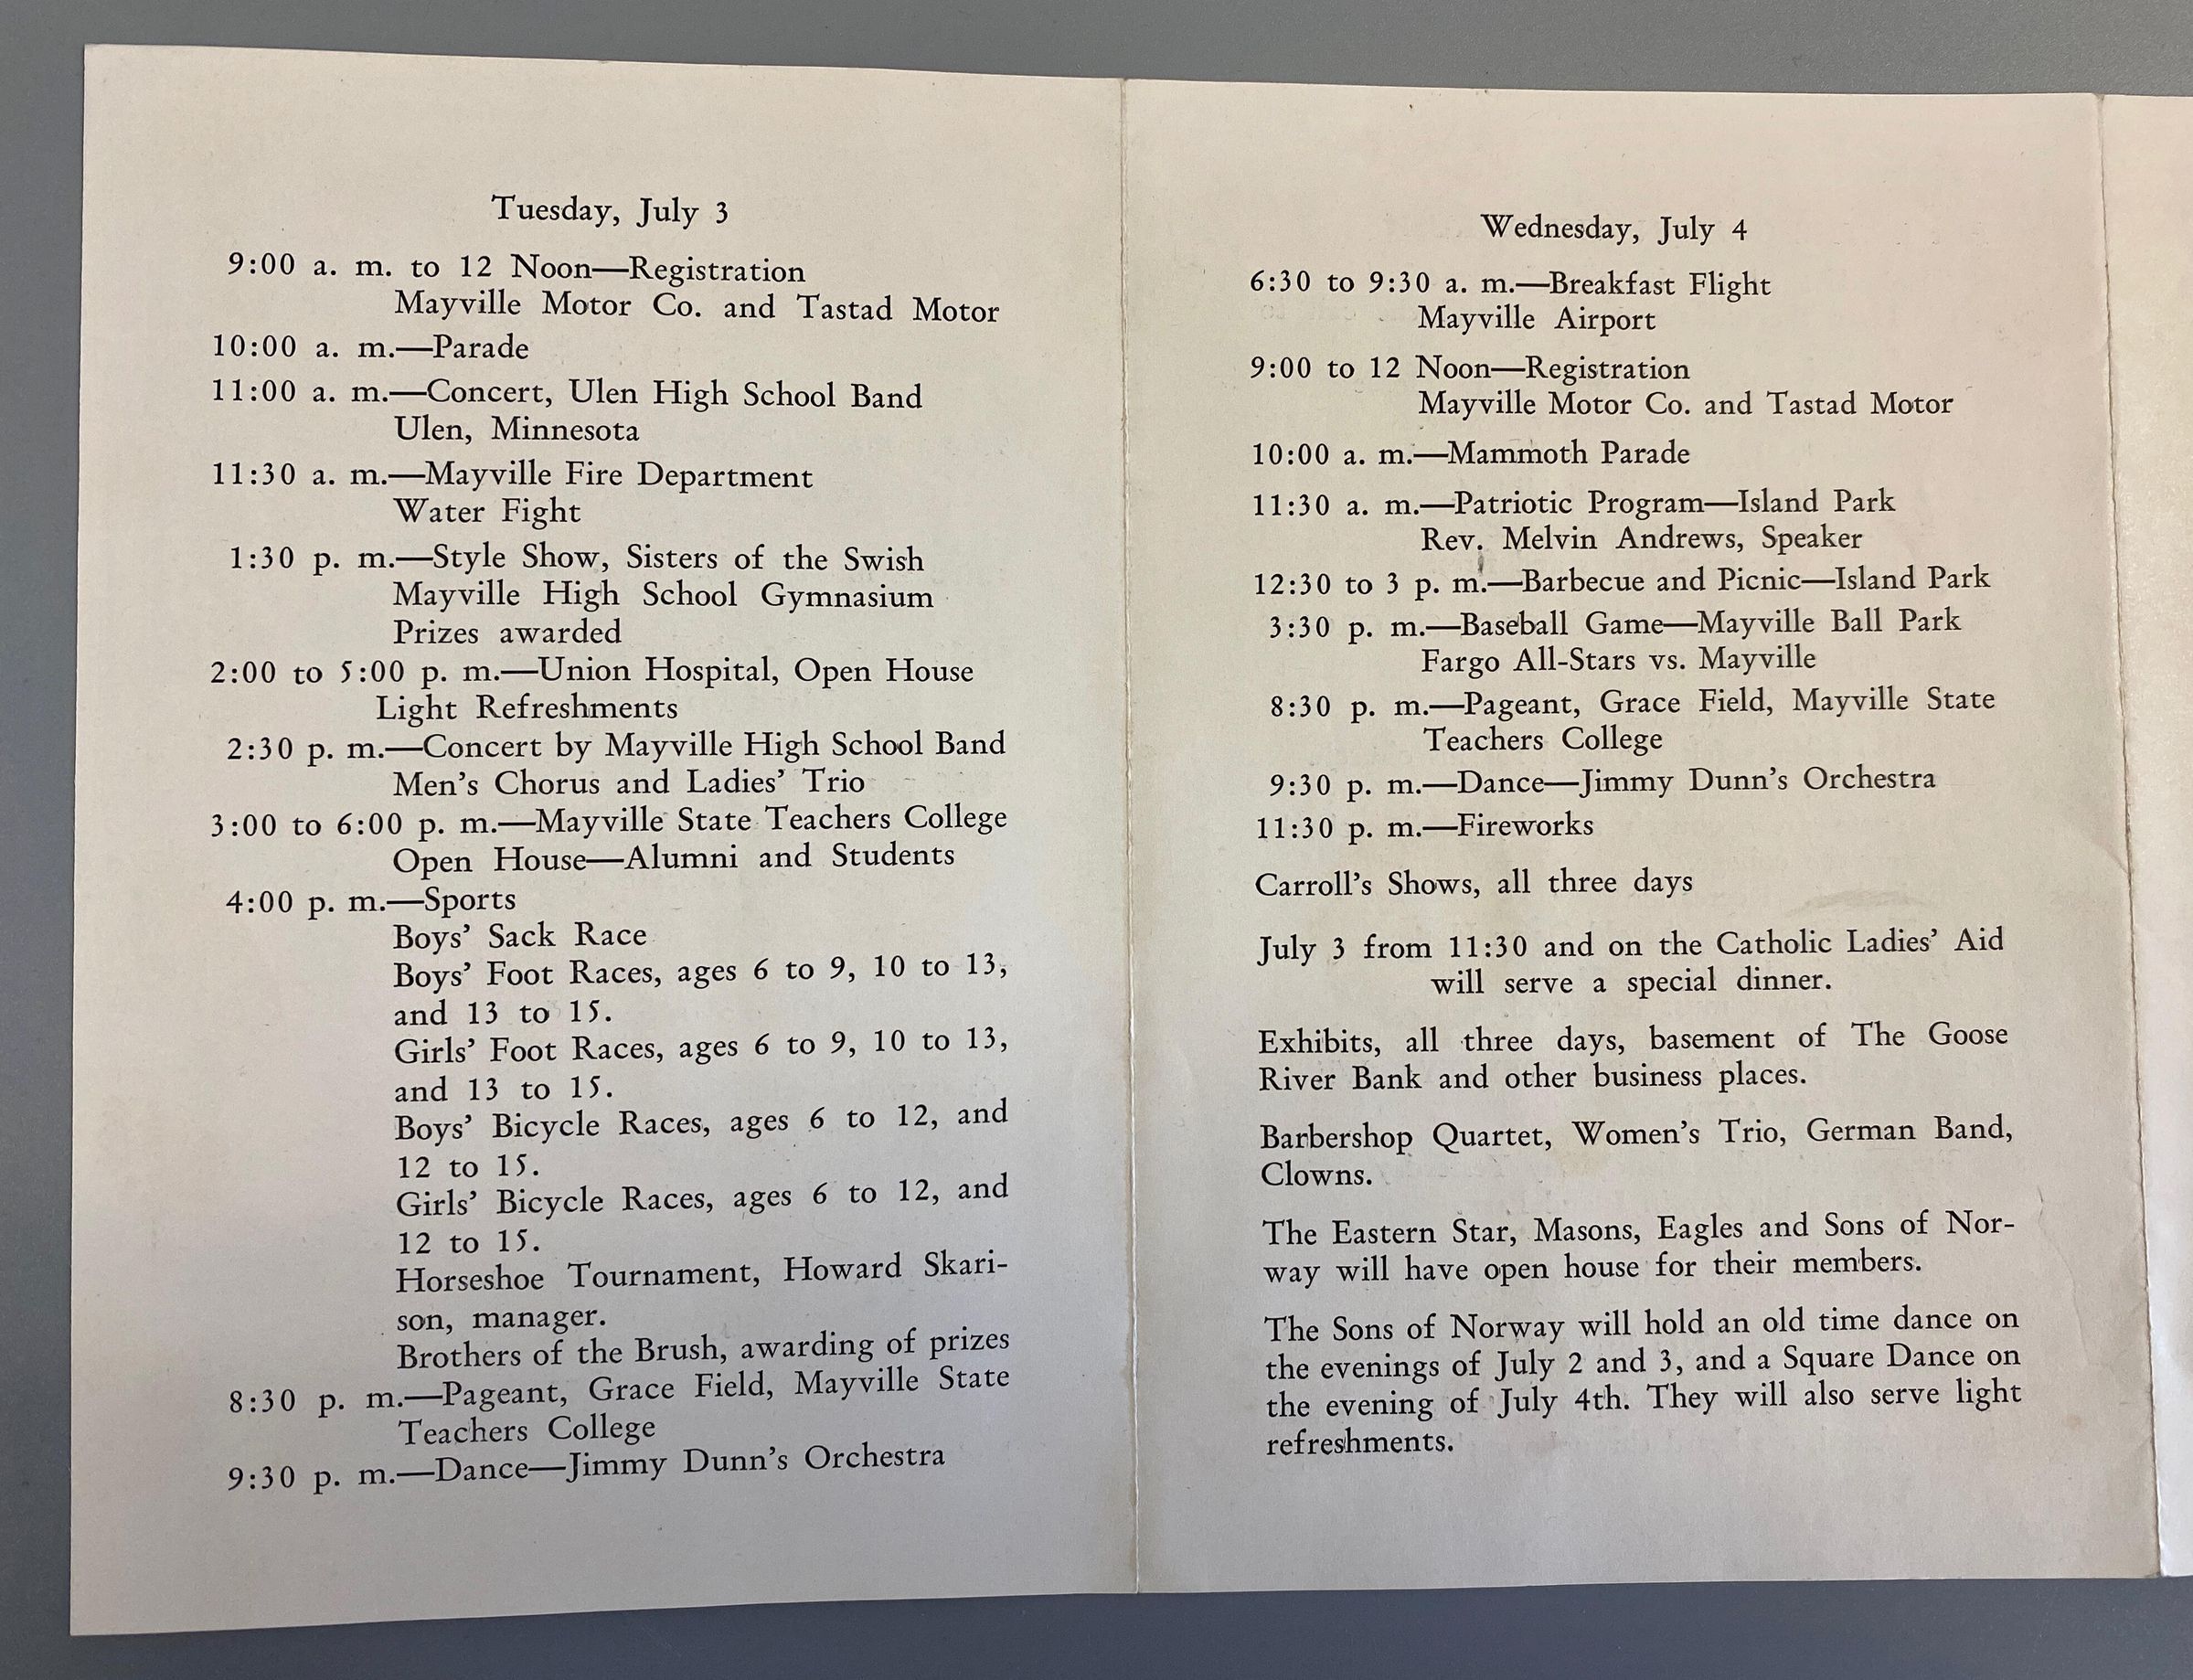 Tuesday, July 3
9:00 a. m. to 12 Noon—Registration
Mayville Motor Co. and Tastad Motor
10:00 a. m.—Parade
11:00 a. m.—Concert, Ulen High School Band
Ulen, Minnesota
11:30 a. m.—Mayville Fire Department
Water Fight
1:30 p. m.—Style Show, Sisters of the Swish
Mayville High School Gymnasium
Prizes awarded
2:00 to 5:00 p. m.—Union Hospital, Open House
Light Refreshments
2:30 p. m.—Concert by Mayville High School Band
Men's Chorus and Ladies' Trio
3:00 to 6:00 p. m.—Mayville State Teachers College
Open House—Alumni and Students
4:00 p. m.—Sports
Boys' Sack Race
Boys' Foot Races, ages 6 to 9, 10 to 13,
and 13 to 15.
Girls' Foot Races, ages 6 to 9, 10 to 13,
and 13 to 15.
Boys' Bicycle Races, ages 6 to 12, and
12 to 15.
Girls' Bicycle Races, ages 6 to 12, and
12 to 15.
Horseshoe Tournament, Howard Skari-
son, manager.
Brothers of the Brush, awarding of prizes
8:30 p. m.—Pageant, Grace Field, Mayville State
Teachers College
9:30 p. m.—Dance—Jimmy Dunn's Orchestra
Wednesday, July 4
6:30 to 9:30 a. m.—Breakfast Flight
Mayville Airport
9:00 to 12 Noon—Registration
Mayville Motor Co. and Tastad Motor
10:00 a. m.—Mammoth Parade
11:30 a. m.—Patriotic Program—Island Park
Rev. Melvin Andrews, Speaker
12:30 to 3 p. m.—Barbecue and Picnic—Island Park
3:30 p. m.—Baseball Game—Mayville Ball Park
Fargo All-Stars vs. Mayville
8:30 p. m.—Pageant, Grace Field, Mayville State
Teachers College
9:30 p. m.—Dance—Jimmy Dunn's Orchestra
11:30 p. m.—Fireworks
Carroll's Shows, all three days
July 3 from 11:30 and on the Catholic Ladies' Aid
will serve a special dinner.
Exhibits, all three days, basement of The Goose
River Bank and other business places.
Barbershop Quartet, Women's Trio, German Band,
Clowns.
The Eastern Star, Masons, Eagles and Sons of Nor-
way will have open house for their members.
The Sons of Norway will hold an old time dance on
the evenings of July 2 and 3, and a Square Dance on
the evening of July 4th. They will also serve light
refreshments.